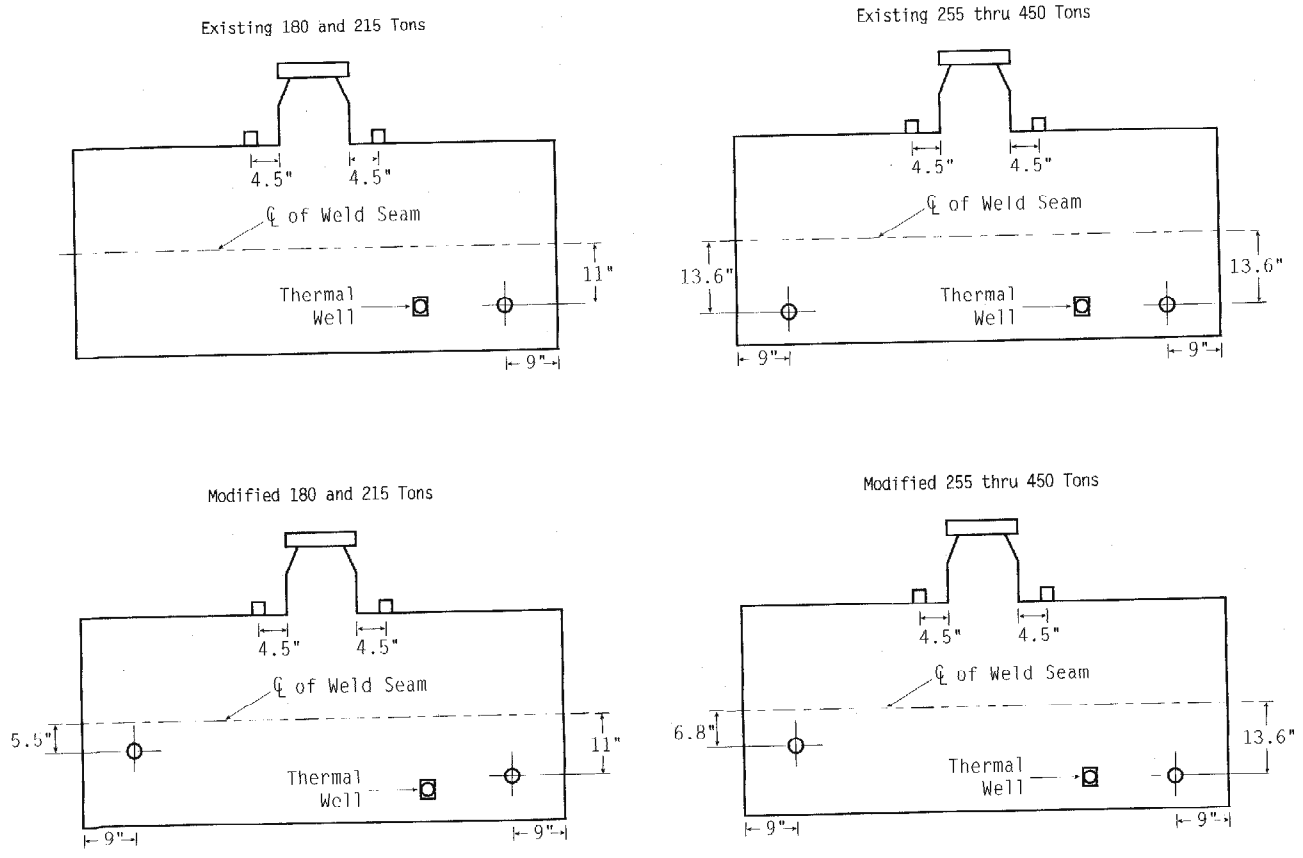 Existing 180 and 215 Tons
4.5"
4.5"
℄ of Weld Seam
11"
Thermal
Well
9"
Existing 255 thru 450 Tons
4.5"
4.5"
℄ of Weld Seam
13.6"
13.6"
Thermal
Well
9"
9"
Modified 180 and 215 Tons
4.5"
4.5"
℄ of Weld Seam
5.5"
11"
Thermal
Well
9"
9"
Modified 255 thru 450 Tons
4.5"
4.5"
℄ of Weld Seam
6.8"
13.6"
Thermal
Well
9"
9"